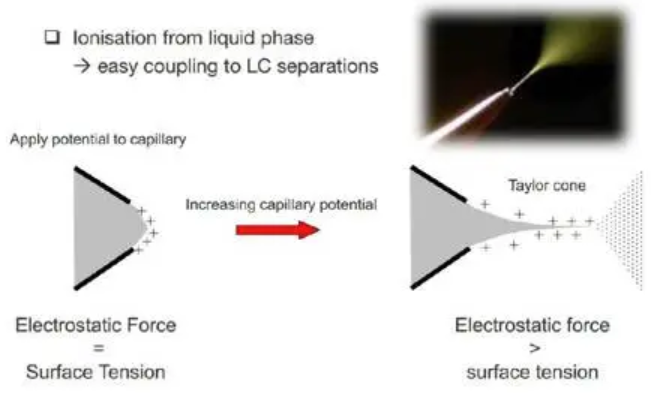 ❑ Ionisation from liquid phase
→ easy coupling to LC separations
Apply potential to capillary
Increasing capillary potential
Taylor cone
+ + + + +
+ + + + + + + + + +
Electrostatic Force
=
Surface Tension
Electrostatic force
>
surface tension